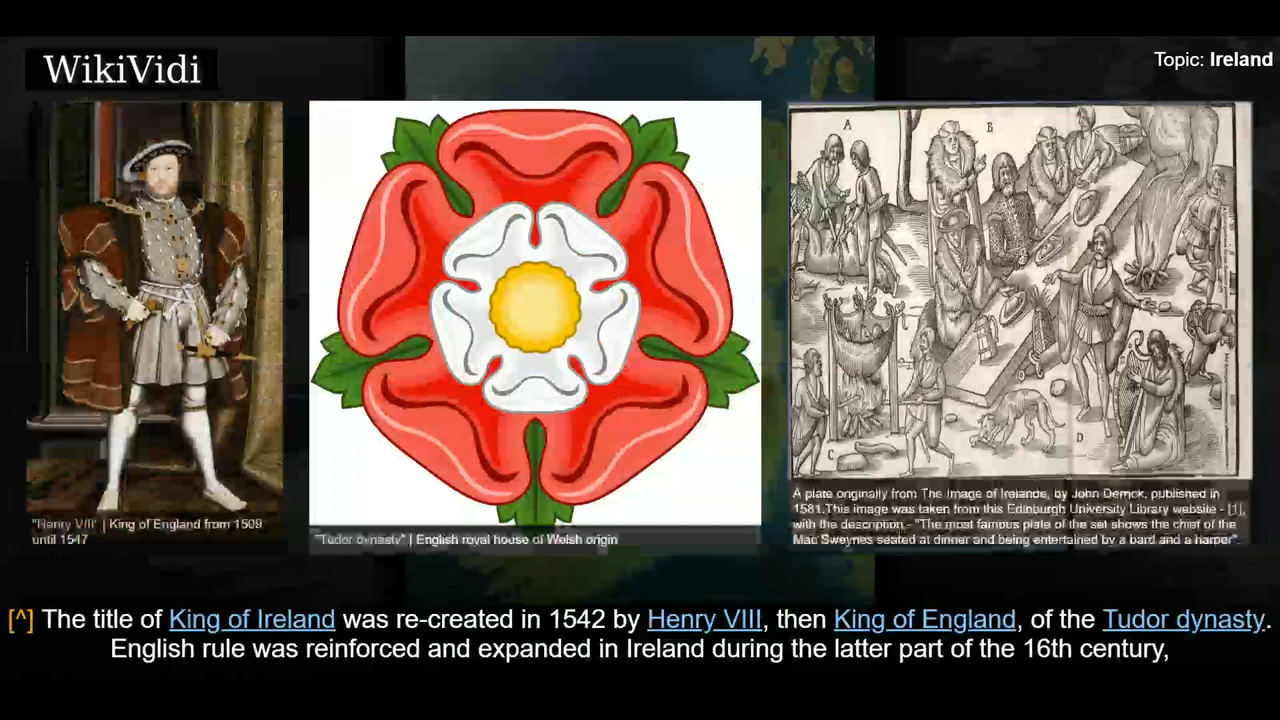 WikiVidi
Topic: Ireland
"Henry VIII" | King of England from 1509
until 1547
"Tudor dynasty" | English royal house of Welsh origin
A
B
C
D
A plate originally from The Image of Irelande, by John Derrick, published in
1581.This image was taken from this Edinburgh University Library website - [1],
with the description - "The most famous plate of the set shows the chief of the
Mac Sweynes seated at dinner and being entertained by a bard and a harper".
[^] The title of King of Ireland was re-created in 1542 by Henry VIII, then King of England, of the Tudor dynasty.
English rule was reinforced and expanded in Ireland during the latter part of the 16th century,